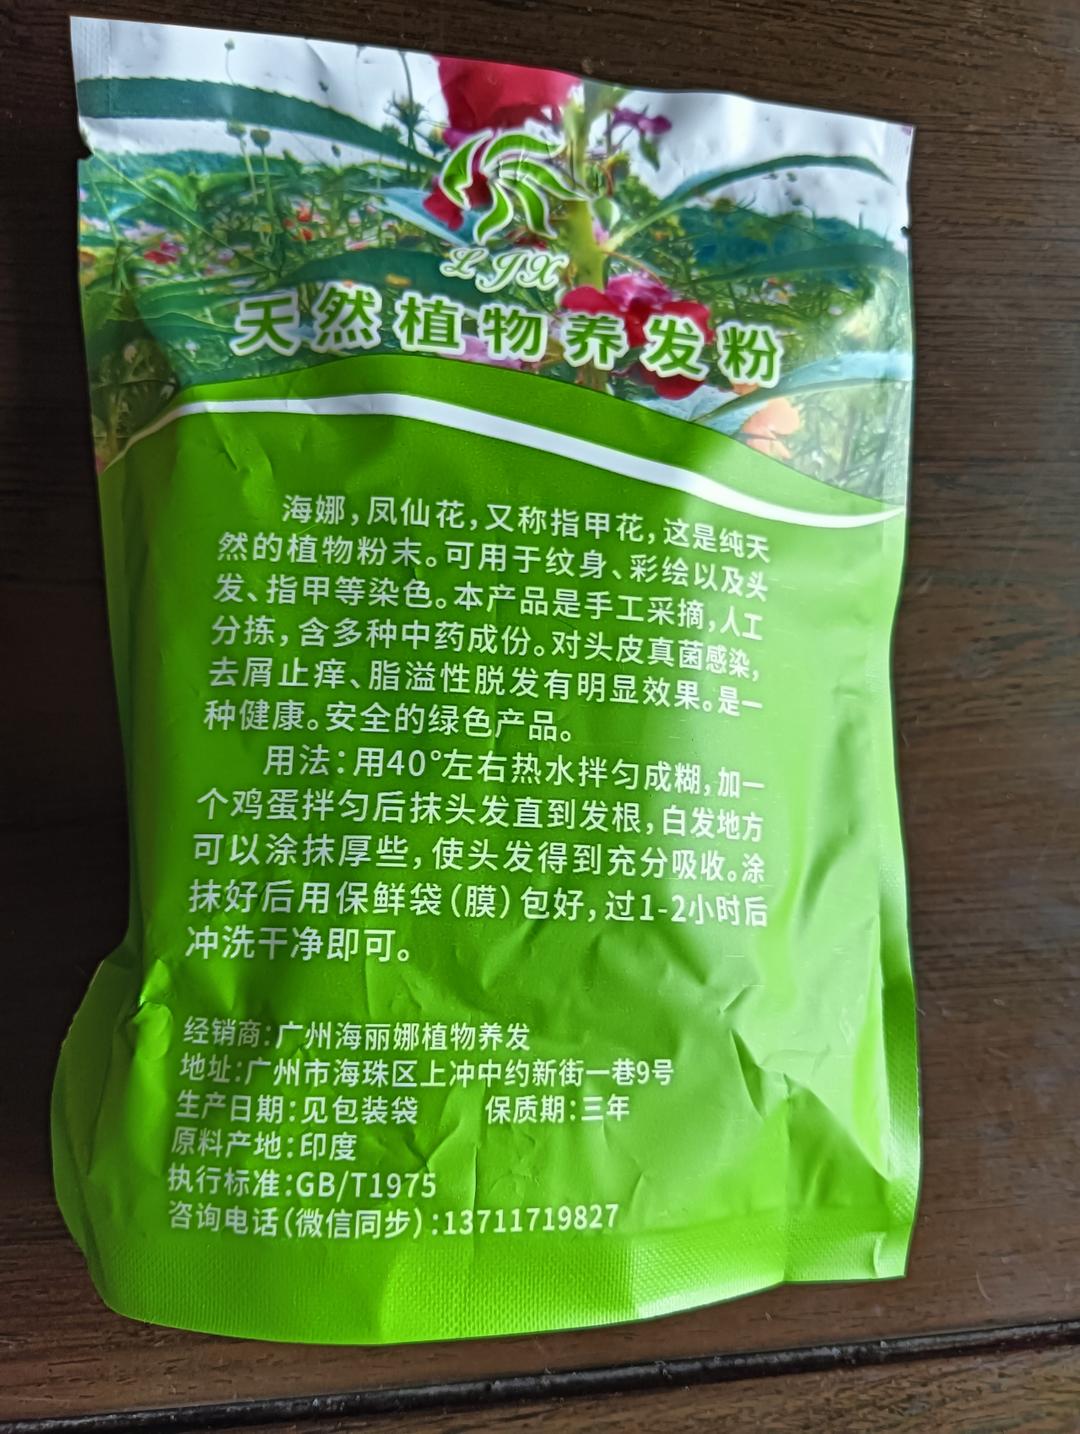 LJX
天然植物养发粉
海娜，凤仙花，又称指甲花，这是纯天
然的植物粉末。可用于纹身、彩绘以及头
发、指甲等染色。本产品是手工采摘，人工
分拣，含多种中药成份。对头皮真菌感染，
去屑止痒、脂溢性脱发有明显效果。是一
种健康。安全的绿色产品。
用法：用40°左右热水拌匀成糊，加一
个鸡蛋拌匀后抹头发直到发根，白发地方
可以涂抹厚些，使头发得到充分吸收。涂
抹好后用保鲜袋（膜）包好，过1-2小时后
冲洗干净即可。
经销商：广州海丽娜植物养发
地址：广州市海珠区上冲中约新街一巷9号
生产日期：见包装袋 保质期：三年
原料产地：印度
执行标准：GB/T1975
咨询电话（微信同步）：13711719827